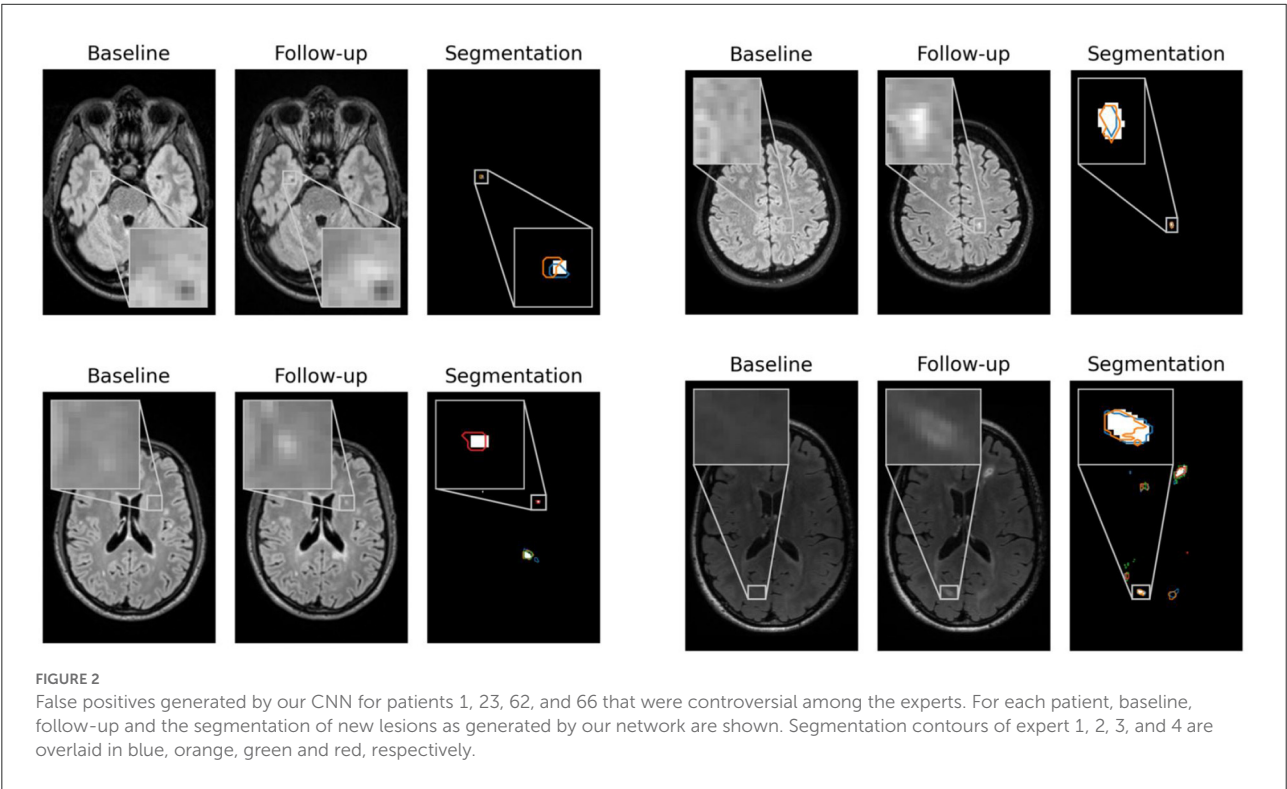 Baseline Follow-up Segmentation
Baseline Follow-up Segmentation
Baseline Follow-up Segmentation
Baseline Follow-up Segmentation
FIGURE 2
False positives generated by our CNN for patients 1, 23, 62, and 66 that were controversial among the experts. For each patient, baseline,
follow-up and the segmentation of new lesions as generated by our network are shown. Segmentation contours of expert 1, 2, 3, and 4 are
overlaid in blue, orange, green and red, respectively.